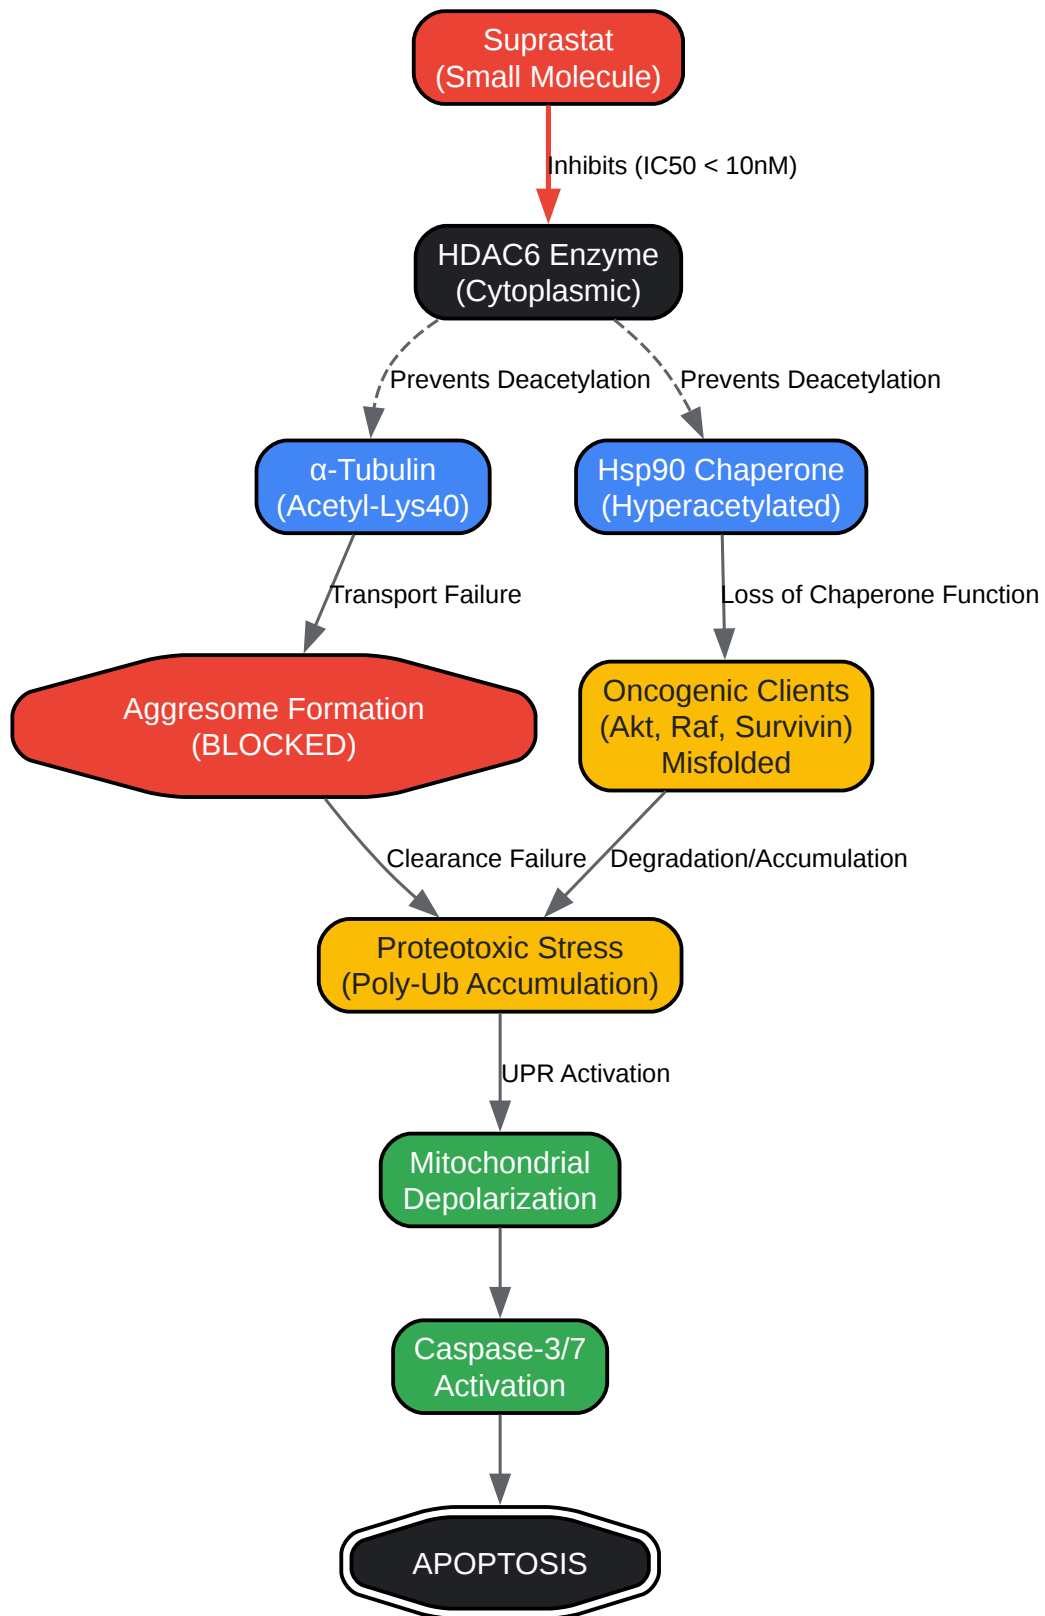 Suprastat
(Small Molecule)
Inhibits (IC50 < 10nM)
HDAC6 Enzyme
(Cytoplasmic)
Prevents Deacetylation
Prevents Deacetylation
α-Tubulin
(Acetyl-Lys40)
Hsp90 Chaperone
(Hyperacetylated)
Transport Failure
Loss of Chaperone Function
Aggresome Formation
(BLOCKED)
Oncogenic Clients
(Akt, Raf, Survivin)
Misfolded
Clearance Failure
Degradation/Accumulation
Proteotoxic Stress
(Poly-Ub Accumulation)
UPR Activation
Mitochondrial
Depolarization
Caspase-3/7
Activation
APOPTOSIS